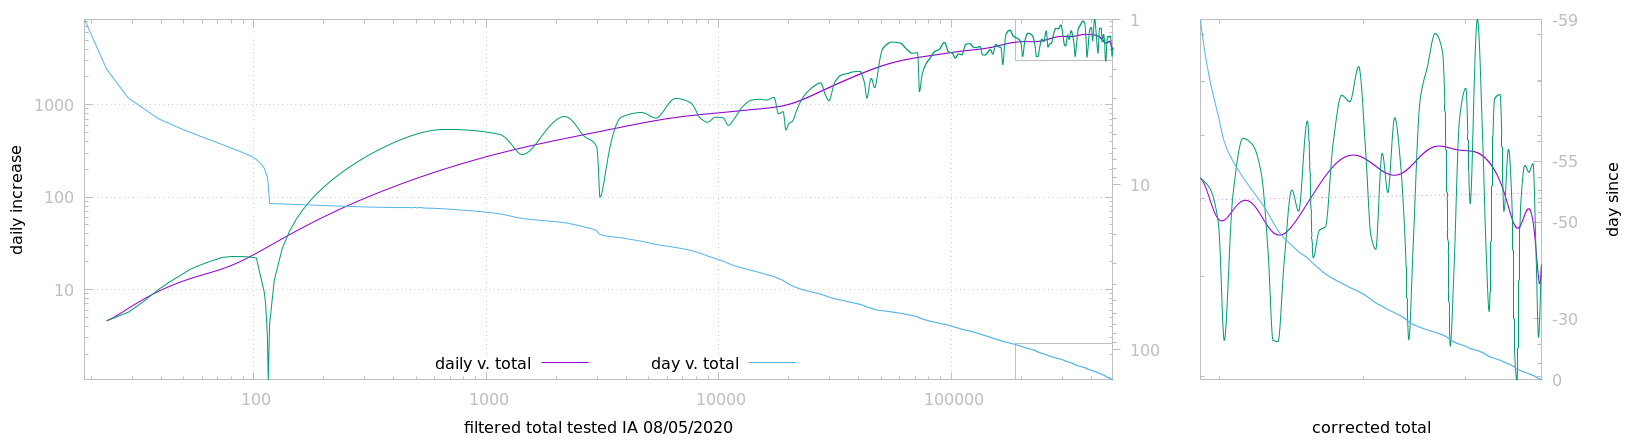 1
-59
1000
daily increase
100
10
10
-55
-50
day since
-30
daily v. total
day v. total
100
0
100
1000
10000
100000
filtered total tested IA 08/05/2020
corrected total